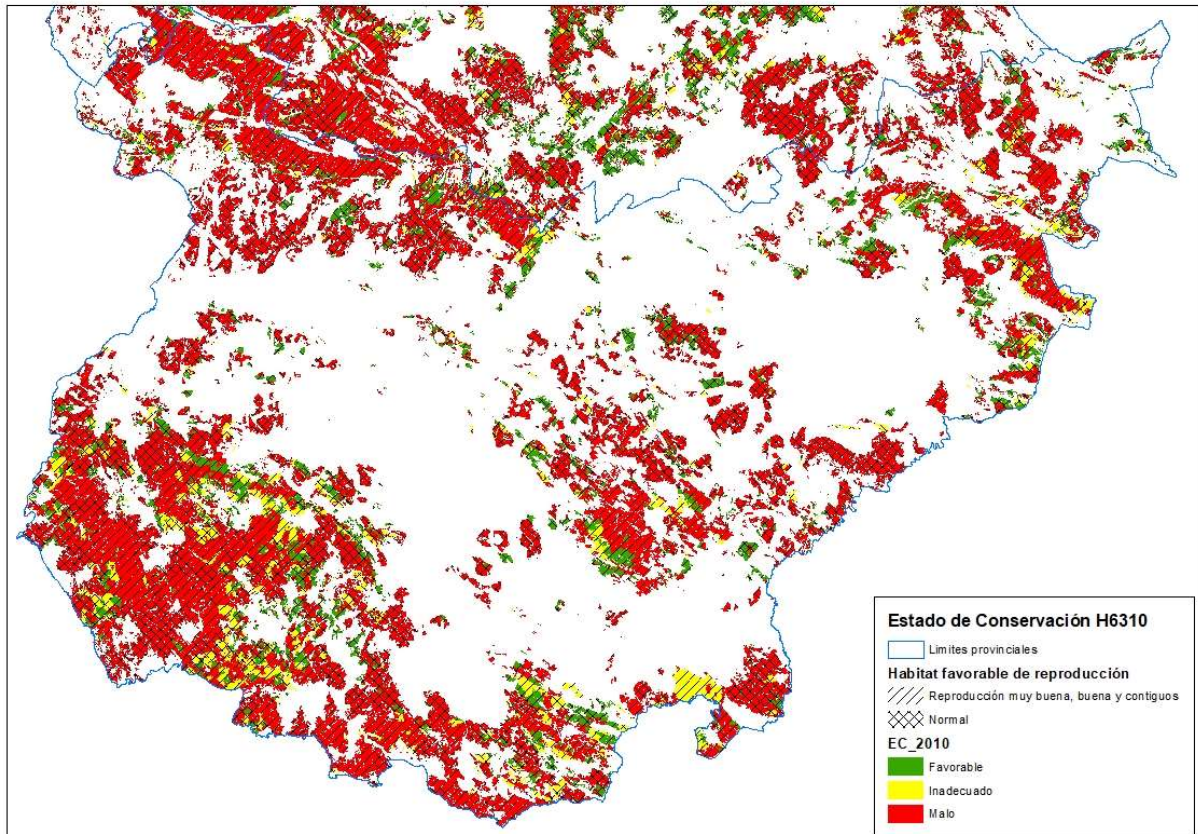 Estado de Conservación H6310
Limites provinciales
Habitat favorable de reproducción
Reproducción muy buena, buena y contiguos
Normal
EC_2010
Favorable
Inadecuado
Malo